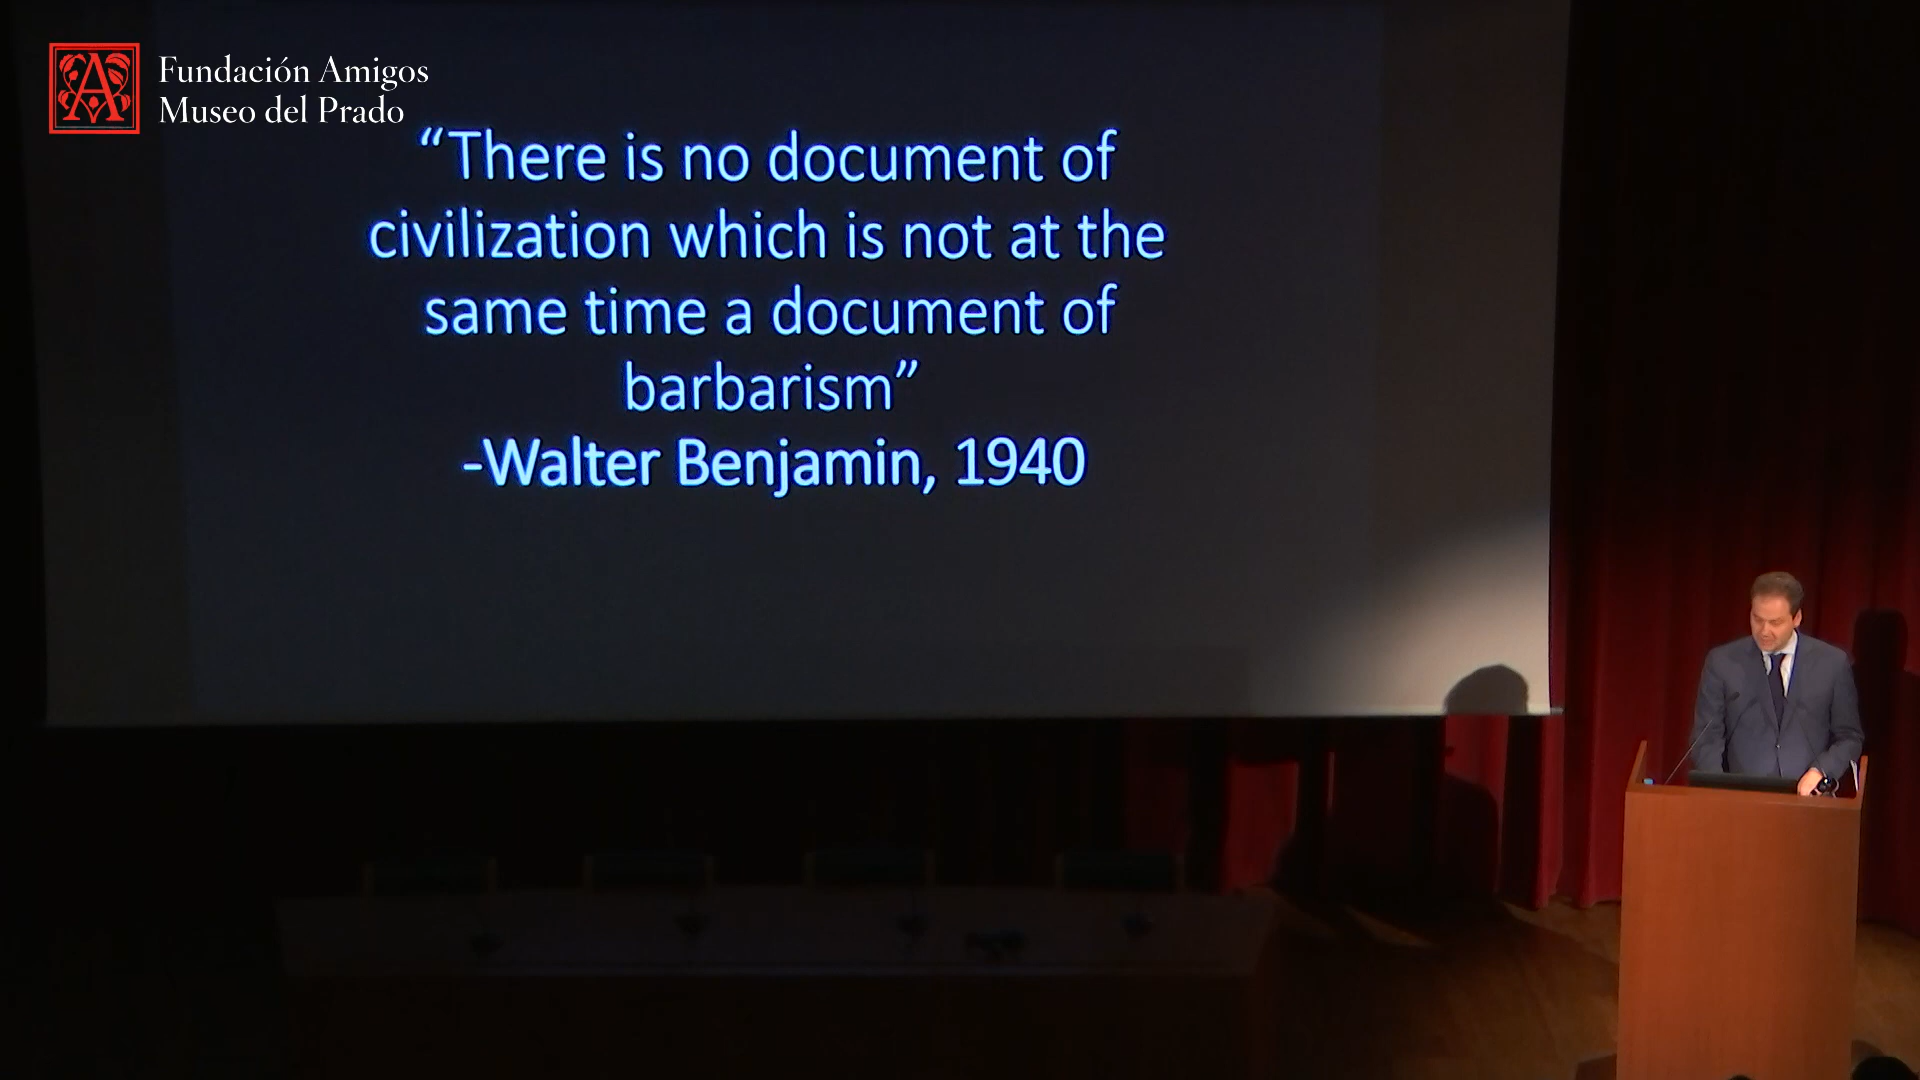 Fundación Amigos
Museo del Prado
“There is no document of
civilization which is not at the
same time a document of
barbarism”
-Walter Benjamin, 1940